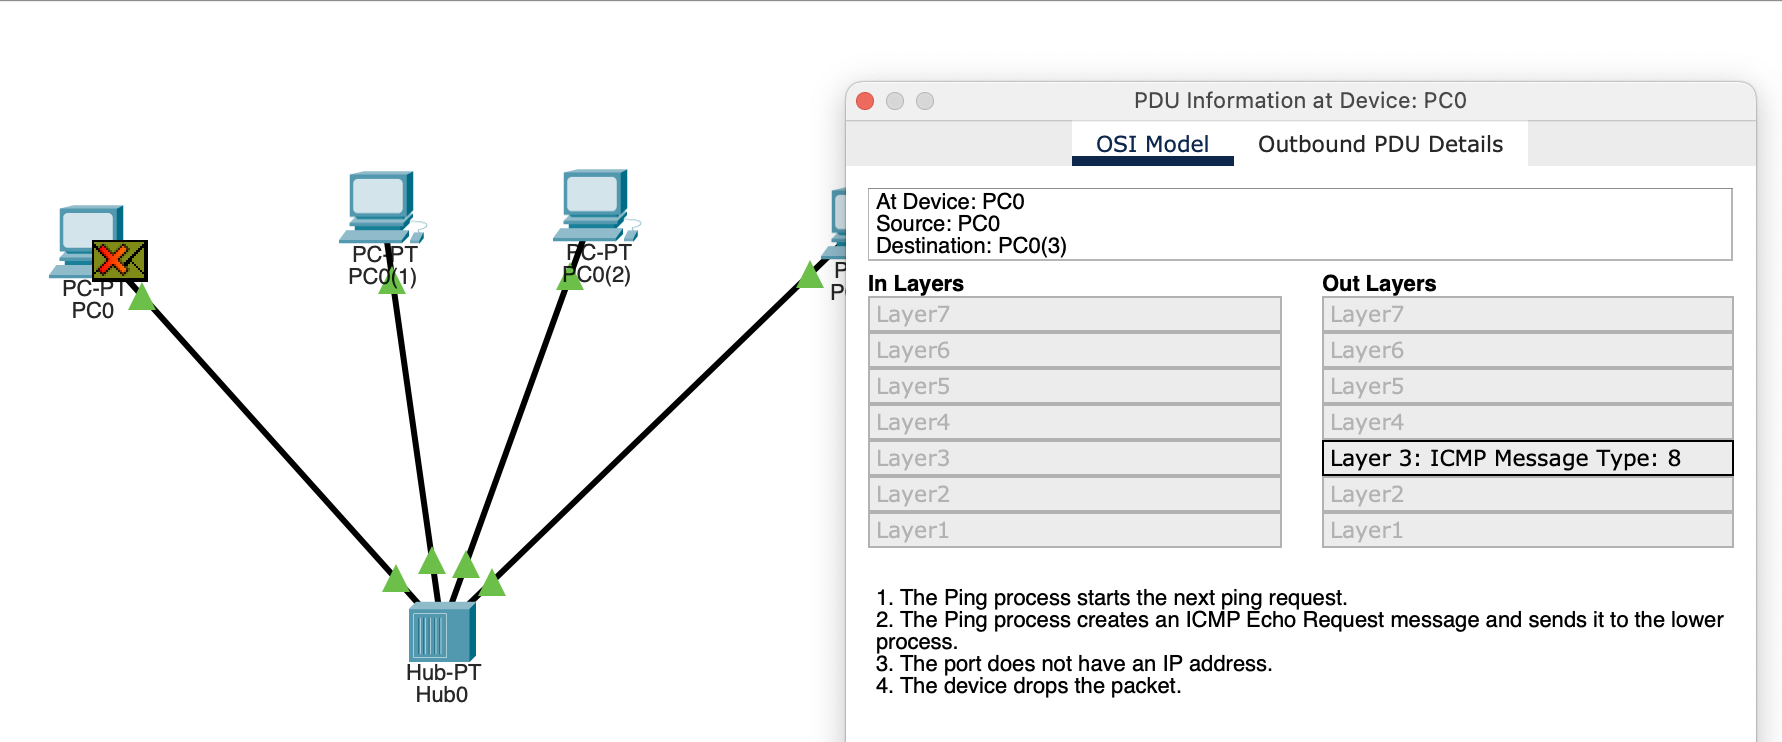 PDU Information at Device: PC0
OSI Model
Outbound PDU Details
At Device: PC0
Source: PC0
Destination: PC0(3)
In Layers
Layer7
Layer6
Layer5
Layer4
Layer3
Layer2
Layer1
Out Layers
Layer7
Layer6
Layer5
Layer4
Layer 3: ICMP Message Type: 8
Layer2
Layer1
1. The Ping process starts the next ping request.
2. The Ping process creates an ICMP Echo Request message and sends it to the lower
process.
3. The port does not have an IP address.
4. The device drops the packet.
PC-PT
PC0
PC-PT
PC0(1)
PC-PT
PC0(2)
Hub-PT
Hub0